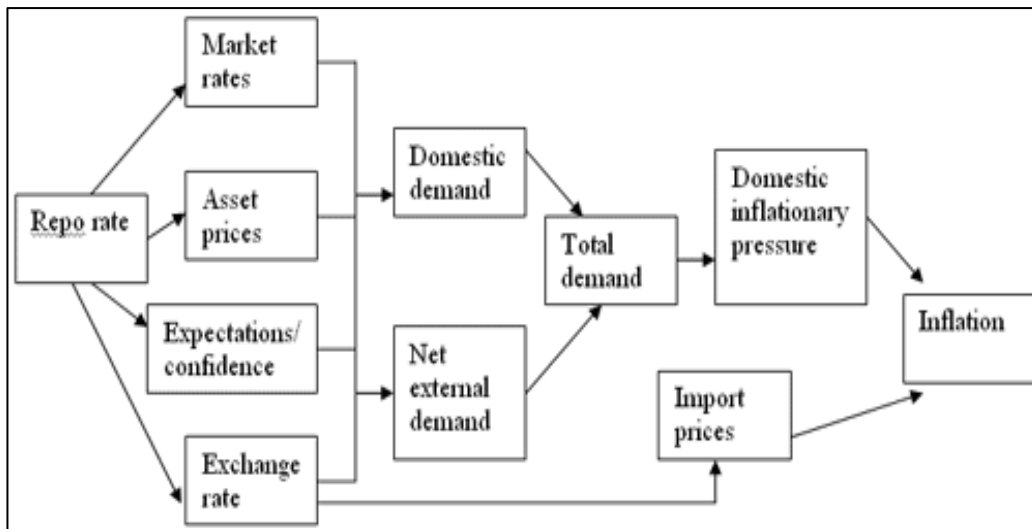 Market
rates
Repo rate
Asset
prices
Expectations/
confidence
Exchange
rate
Domestic
demand
Net
external
demand
Total
demand
Domestic
inflationary
pressure
Import
prices
Inflation